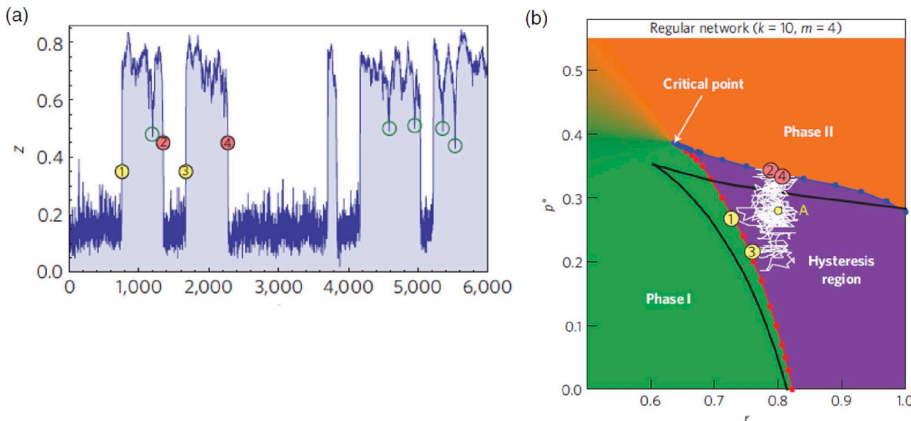 (a)
0.8
0.6
0.4
0.2
0.0
z
0
1,000
2,000
3,000
4,000
5,000
6,000
1
2
3
4
(b)
Regular network (k = 10, m = 4)
0.5
0.4
0.3
0.2
0.1
0.0
p*
0.6
0.7
0.8
0.9
1.0
r
Critical point
Phase II
2
4
A
1
3
Hysteresis
region
Phase I